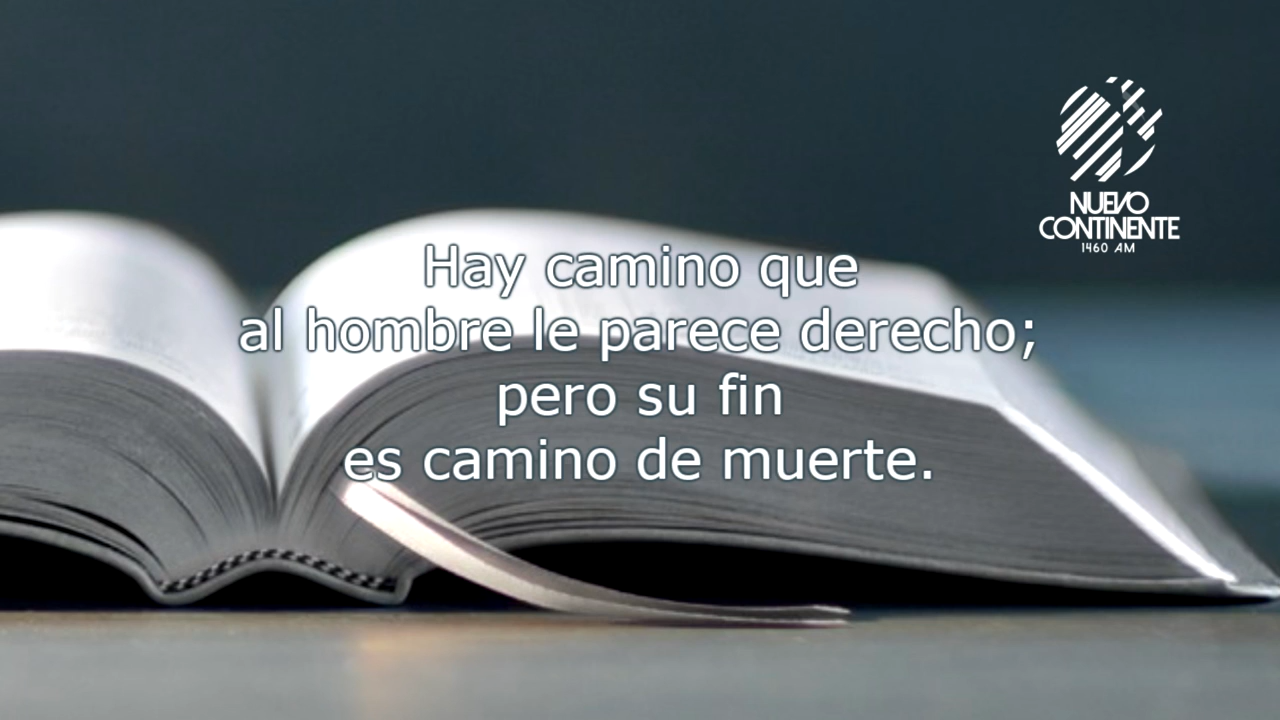 NUEVO
CONTINENTE
1460 AM
Hay camino que
al hombre le parece derecho;
pero su fin
es camino de muerte.